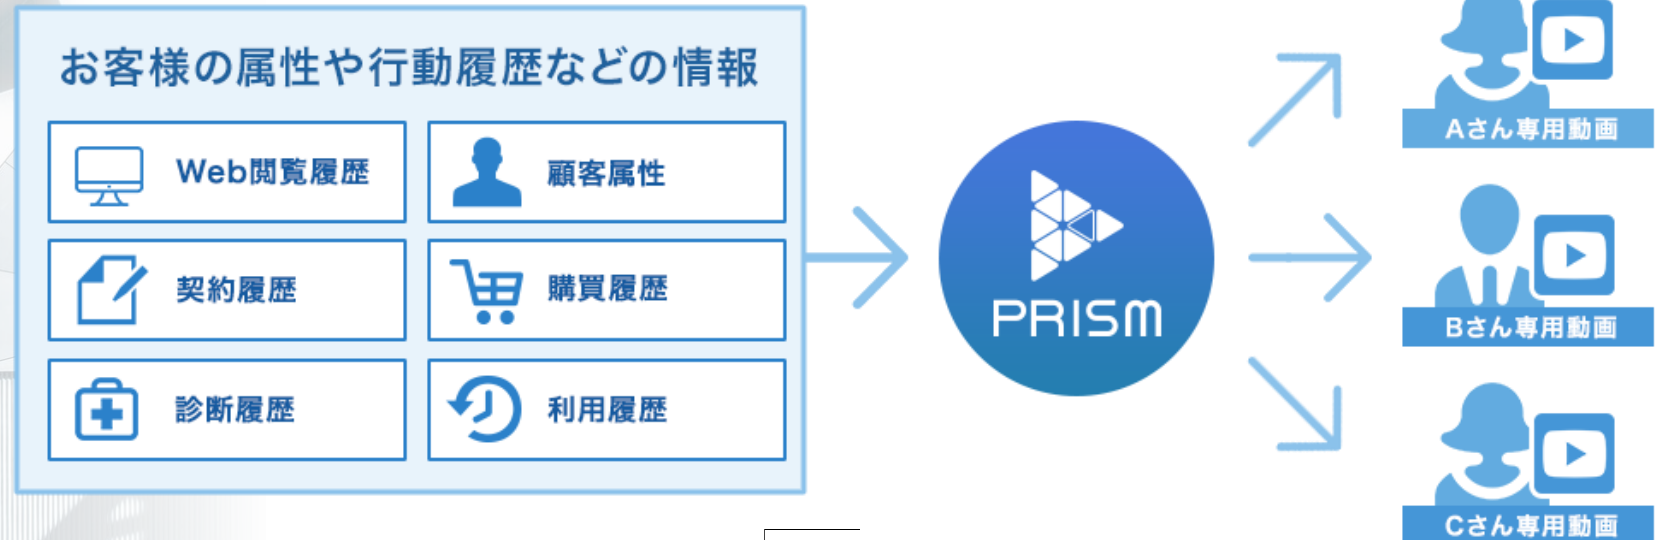 お客様の属性や行動履歴などの情報
Web閲覧履歴
顧客属性
契約履歴
購買履歴
診断履歴
利用履歴
PRISM
Aさん専用動画
Bさん専用動画
Cさん専用動画